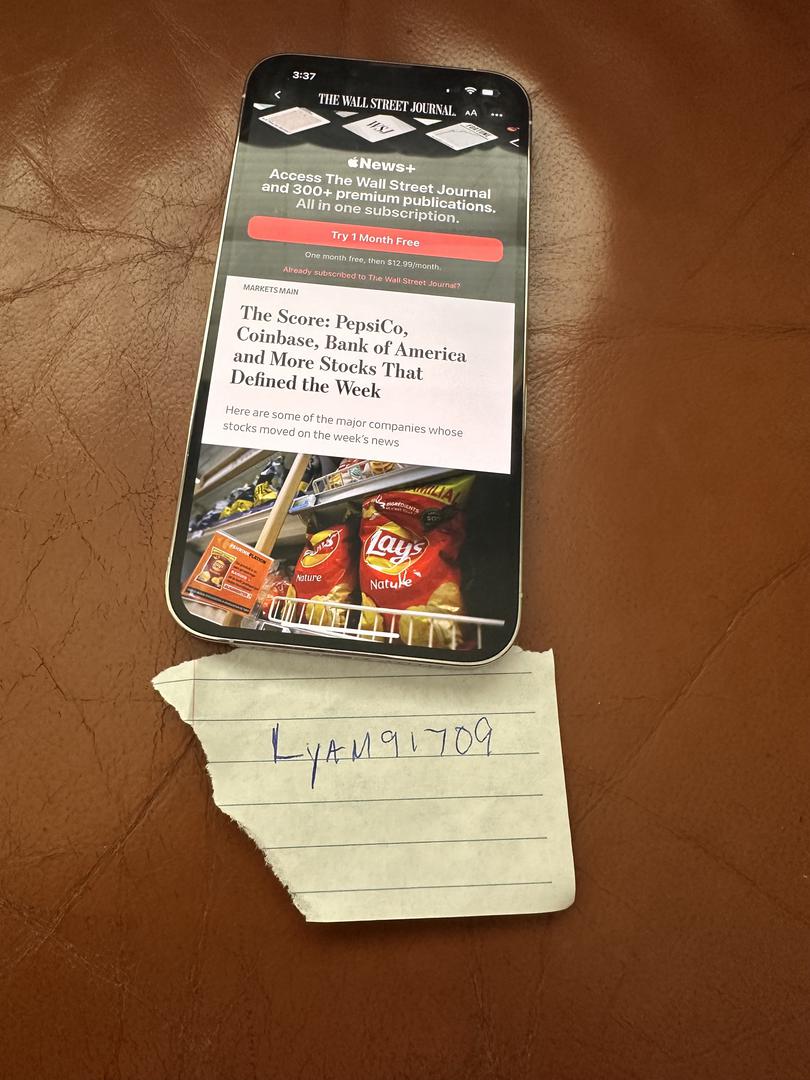 3:37
THE WALL STREET JOURNAL.
AA
WSJ
FORTUNE
News+
Access The Wall Street Journal
and 300+ premium publications.
All in one subscription.
Try 1 Month Free
One month free, then $12.99/month.
Already subscribed to The Wall Street Journal?
MARKETS MAIN
The Score: PepsiCo,
Coinbase, Bank of America
and More Stocks That
Defined the Week
Here are some of the major companies whose
stocks moved on the week's news
INGRÉDIENTS
Lay's
Nature
Lay's
Nature
LYAM91709